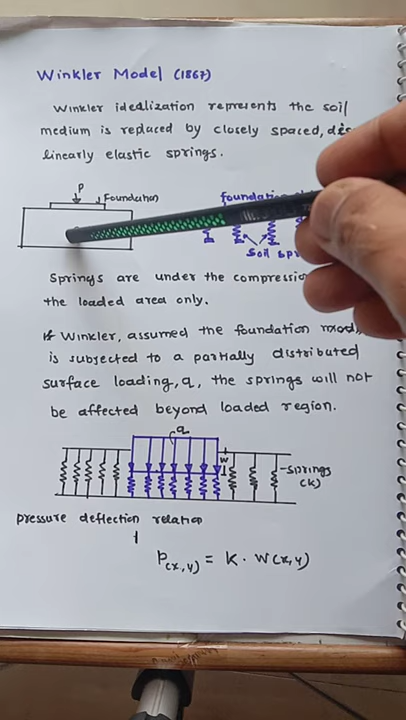 Winkler Model (1867)
Winkler idealization represents the soil
medium is replaced by closely spaced,
linearly elastic springs.
P
Foundation
foundation
Soil
Springs are under the
the loaded area only.
If Winkler, assumed the foundation
is subjected to a partially distributed
surface loading, q, the springs will not
be affected beyond loaded region.
q
w
springs
(k)
pressure deflection relation
P(x,y) = k . w(x,y)